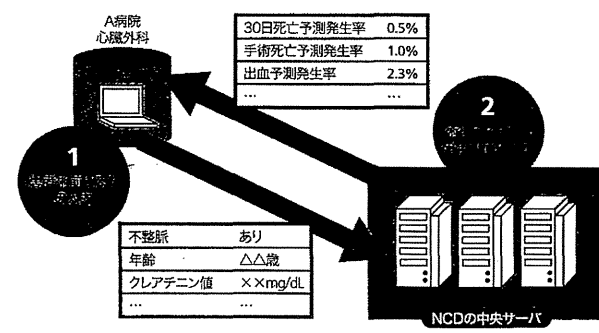 A病院
心臓外科
30日死亡予測発生率 0.5%
手術死亡予測発生率 1.0%
出血予測発生率 2.3%
… …
1
2
不整脈 あり
年齢 △△歳
クレアチニン値 ××mg/dL
… …
NCDの中央サーバ